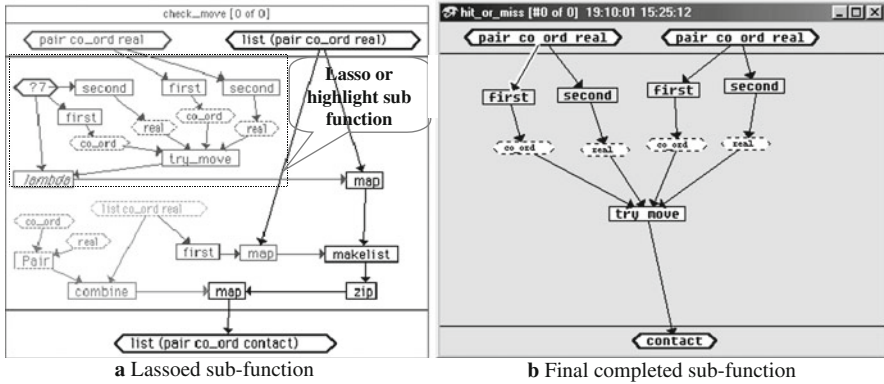 check_move [0 of 0]
pair co_ord real
list (pair co_ord real)
Lasso or
highlight sub
function
??
second
first
second
first
co_ord
real
real
co_ord
try_move
lambda
map
list co_ord real
co_ord
real
first
map
makelist
Pair
combine
map
zip
list (pair co_ord contact)
a Lassoed sub-function
hit_or_miss [#0 of 0] 19:10:01 15:25:12
pair co ord real
pair co ord real
first
second
first
second
co ord
real
co ord
real
try move
contact
b Final completed sub-function